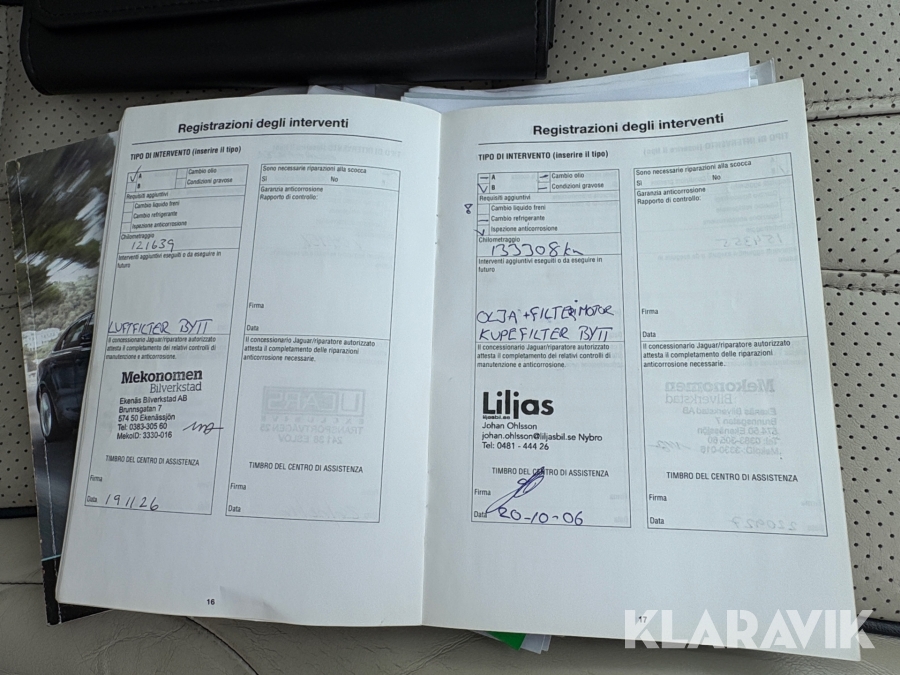 Registrazioni degli interventi
TIPO DI INTERVENTO (inserire il tipo)
A
Cambio olio
B
Condizioni gravose
Requisiti aggiuntivi
Cambio liquido freni
Cambio refrigerante
Ispezione anticorrosione
Chilometraggio
121639
Interventi aggiuntivi eseguiti o da eseguire in
futuro
LUFTFILTER BYTT
Il concessionario Jaguar/riparatore autorizzato
attesta il completamento dei relativi controlli di
manutenzione e anticorrosione.
Mekonomen
Bilverkstad
Ekenäs Bilverkstad AB
Brunnsgatan 7
574 50 Ekenässjön
Tel: 0383-305 60
MekoID: 3330-016
TIMBRO DEL CENTRO DI ASSISTENZA
Firma
Data 19 11 26
Sono necessarie riparazioni alla scocca
Sì No
Garanzia anticorrosione
Rapporto di controllo:
Firma
Data
Il concessionario Jaguar/riparatore autorizzato
attesta il completamento delle riparazioni
anticorrosione necessarie.
TIMBRO DEL CENTRO DI ASSISTENZA
Firma
Data
16
Registrazioni degli interventi
TIPO DI INTERVENTO (inserire il tipo)
A
Cambio olio
B
Condizioni gravose
Requisiti aggiuntivi
Cambio liquido freni
Cambio refrigerante
Ispezione anticorrosione
Chilometraggio
133308 km
Interventi aggiuntivi eseguiti o da eseguire in
futuro
OLJA + FILTER MOTOR
KUPEFILTER BYTT
Il concessionario Jaguar/riparatore autorizzato
attesta il completamento dei relativi controlli di
manutenzione e anticorrosione.
Liljas
liljasbil.se
Johan Ohlsson
johan.ohlsson@liljasbil.se Nybro
Tel: 0481 - 444 26
TIMBRO DEL CENTRO DI ASSISTENZA
Firma
Data 20-10-06
Sono necessarie riparazioni alla scocca
Sì No
Garanzia anticorrosione
Rapporto di controllo:
Firma
Data
Il concessionario Jaguar/riparatore autorizzato
attesta il completamento delle riparazioni
anticorrosione necessarie.
TIMBRO DEL CENTRO DI ASSISTENZA
Firma
Data
17
KLARAVIK